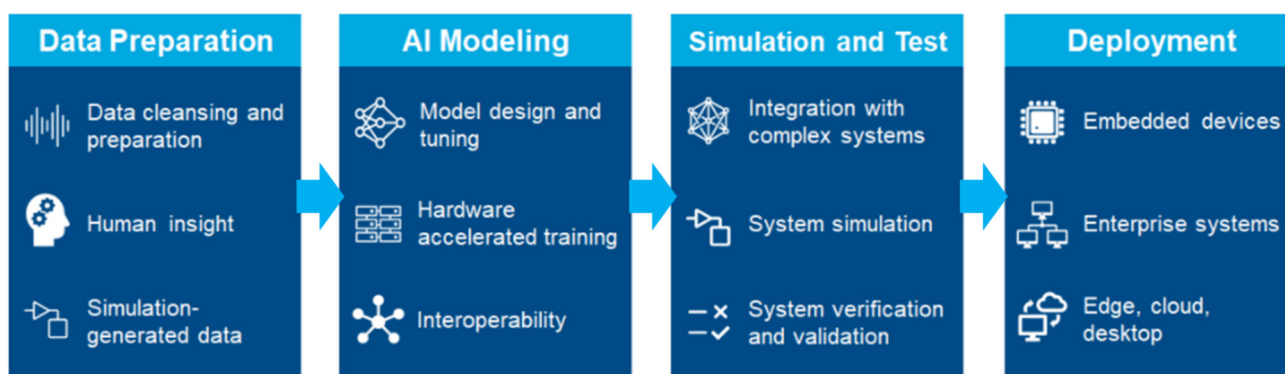 Data Preparation
Data cleansing and
preparation
Human insight
Simulation-
generated data
AI Modeling
Model design and
tuning
Hardware
accelerated training
Interoperability
Simulation and Test
Integration with
complex systems
System simulation
System verification
and validation
Deployment
Embedded devices
Enterprise systems
Edge, cloud,
desktop